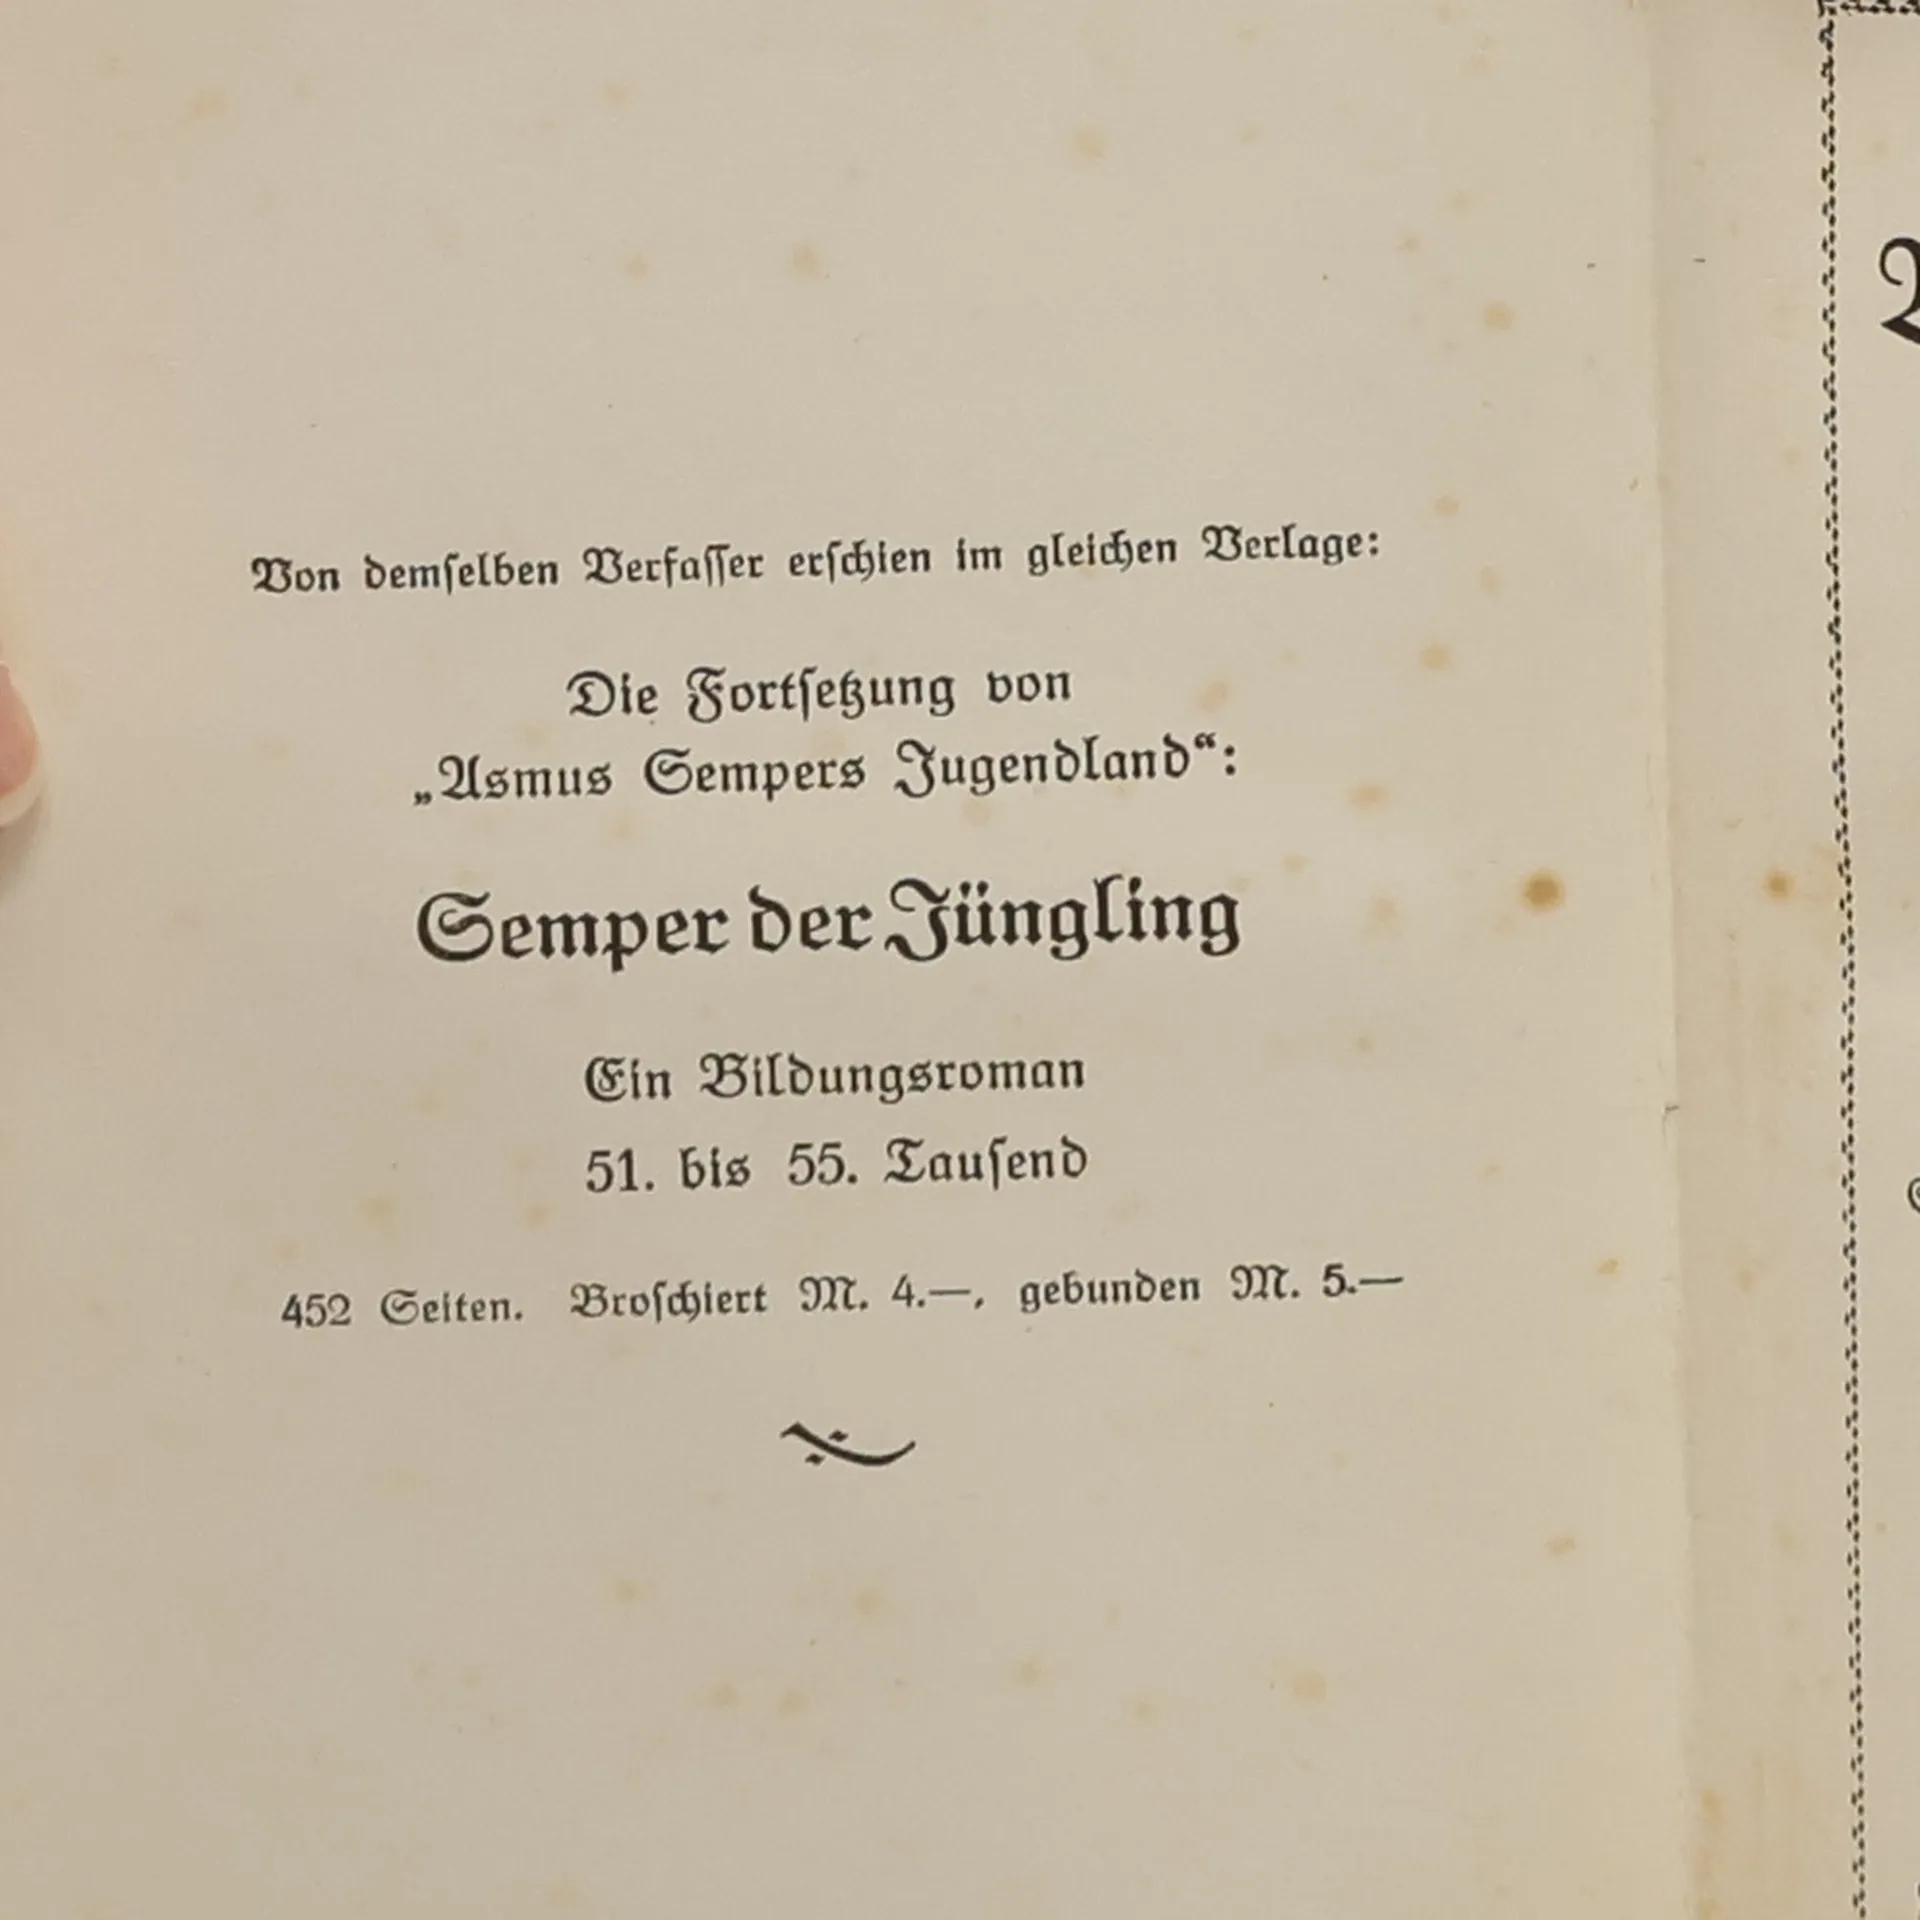 Von demselben Verfasser erschien im gleichen Verlage:
Die Fortsetzung von
„Asmus Sempers Jugendland“:
Semper der Jüngling
Ein Bildungsroman
51. bis 55. Tausend
452 Seiten. Broschiert M. 4.—, gebunden M. 5.—